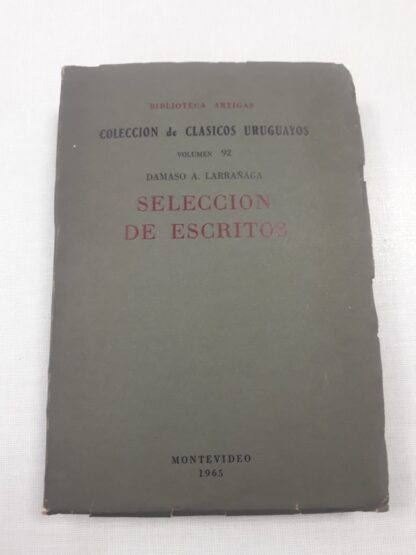 BIBLIOTECA ARTIGAS
COLECCION de CLASICOS URUGUAYOS
VOLUMEN 92
DAMASO A. LARRAÑAGA
SELECCION
DE ESCRITOS
MONTEVIDEO
1965